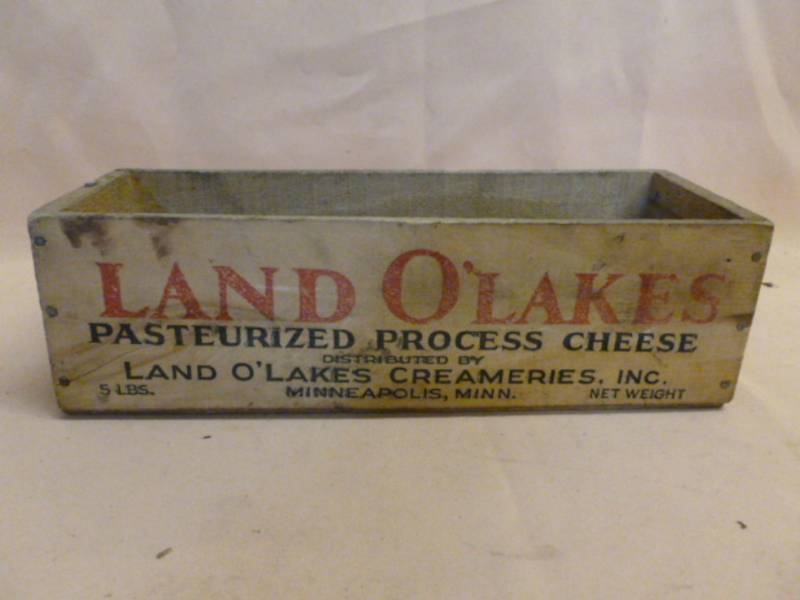 LAND O'LAKES
PASTEURIZED PROCESS CHEESE
DISTRIBUTED BY
LAND O'LAKES CREAMERIES, INC.
5 LBS. MINNEAPOLIS, MINN. NET WEIGHT